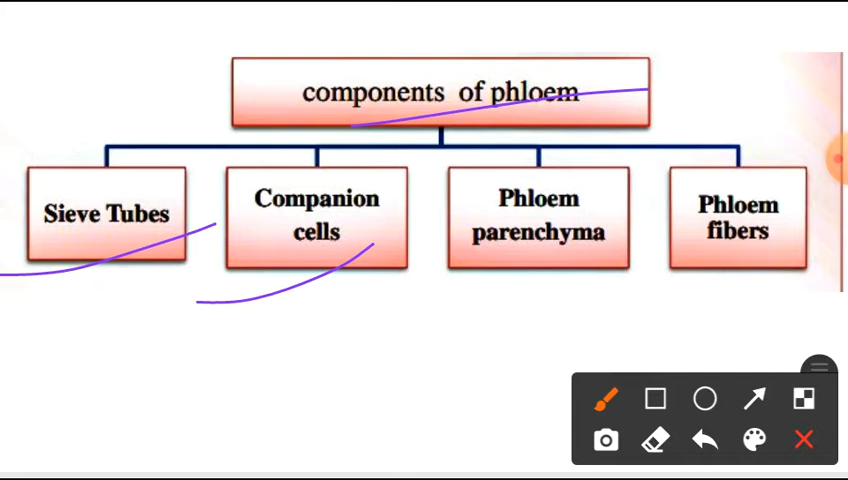 components of phloem
Sieve Tubes
Companion
cells
Phloem
parenchyma
Phloem
fibers